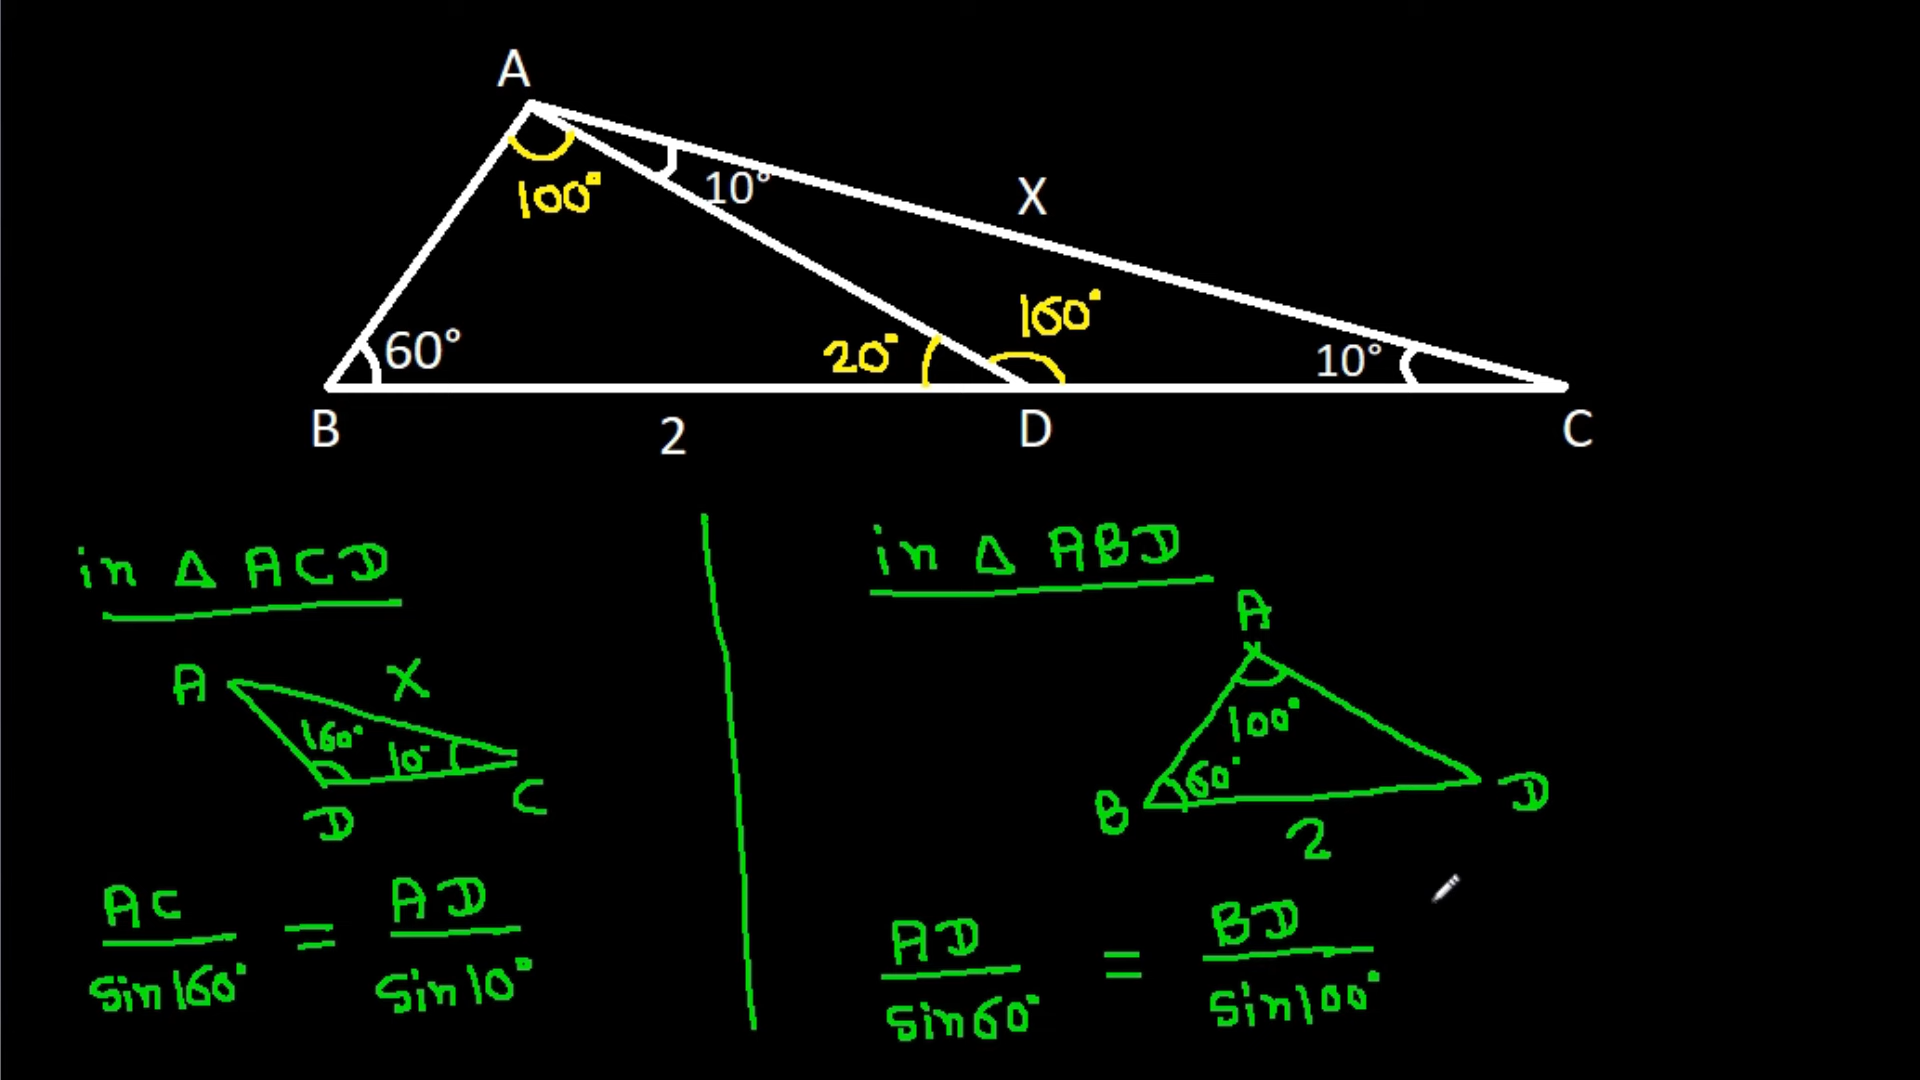 A
100° 10° X
60° 20° 160° 10°
B 2 D C
in Δ ACD
A X
160° 10°
D C
AC/sin160° = AD/sin10°
in Δ ABD
A
100°
B 60° D
2
AD/sin60° = BD/sin100°